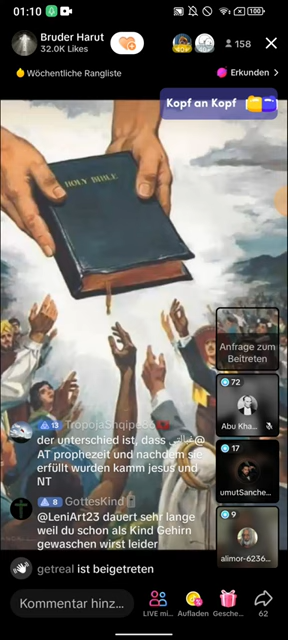 01:10
100
Bruder Harut
32.0K Likes
158
Wöchentliche Rangliste
Erkunden >
Kopf an Kopf
HOLY BIBLE
Anfrage zum
Beitreten
72
Abu Kha...
17
umutSanche...
9
alimor-6236...
13 TropojaShqipe
der unterschied ist, dass
AT prophezeit und nachdem sie
erfüllt wurden kamm jesus und
NT
8 GottesKind
@LeniArt23 dauert sehr lange
weil du schon als Kind Gehirn
gewaschen wirst leider
getreal ist beigetreten
Kommentar hinz...
LIVE mi...
Aufladen
Gesche...
62